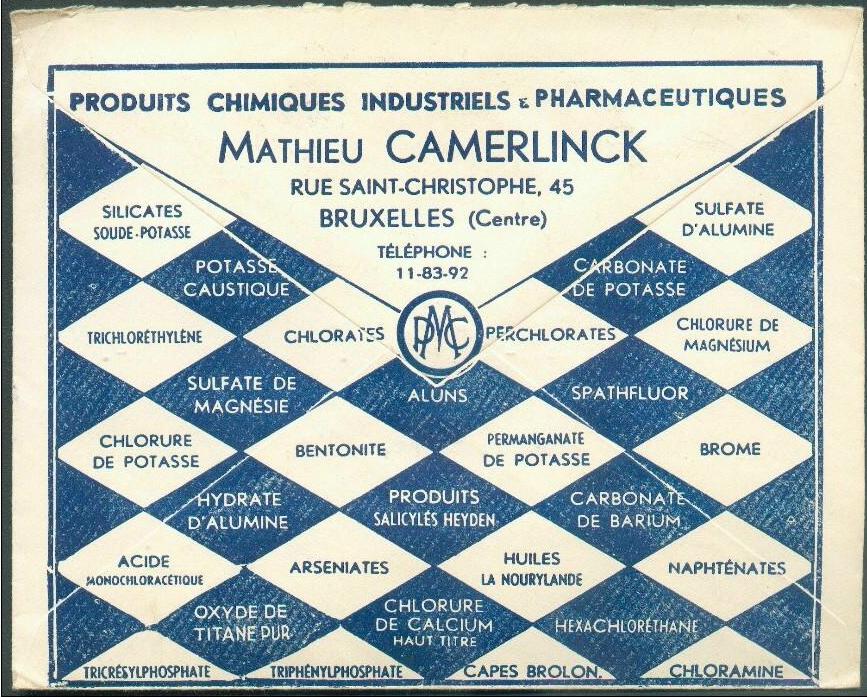 PRODUITS CHIMIQUES INDUSTRIELS & PHARMACEUTIQUES
MATHIEU CAMERLINCK
RUE SAINT-CHRISTOPHE, 45
BRUXELLES (Centre)
TÉLÉPHONE :
11-83-92
SILICATES
SOUDE-POTASSE
SULFATE
D'ALUMINE
POTASSE
CAUSTIQUE
CARBONATE
DE POTASSE
TRICHLORÉTHYLÈNE
CHLORATES
PMC
PERCHLORATES
CHLORURE DE
MAGNÉSIUM
SULFATE DE
MAGNÉSIE
ALUNS
SPATHFLUOR
CHLORURE
DE POTASSE
BENTONITE
PERMANGANATE
DE POTASSE
BROME
HYDRATE
D'ALUMINE
PRODUITS
SALICYLÉS HEYDEN
CARBONATE
DE BARIUM
ACIDE
MONOCHLORACÉTIQUE
ARSENIATES
HUILES
LA NOURYLANDE
NAPHTÉNATES
OXYDE DE
TITANE PUR
CHLORURE
DE CALCIUM
HAUT TITRE
HEXACHLORÉTHANE
TRICRÉSYLPHOSPHATE
TRIPHÉNYLPHOSPHATE
CAPES BROLON.
CHLORAMINE